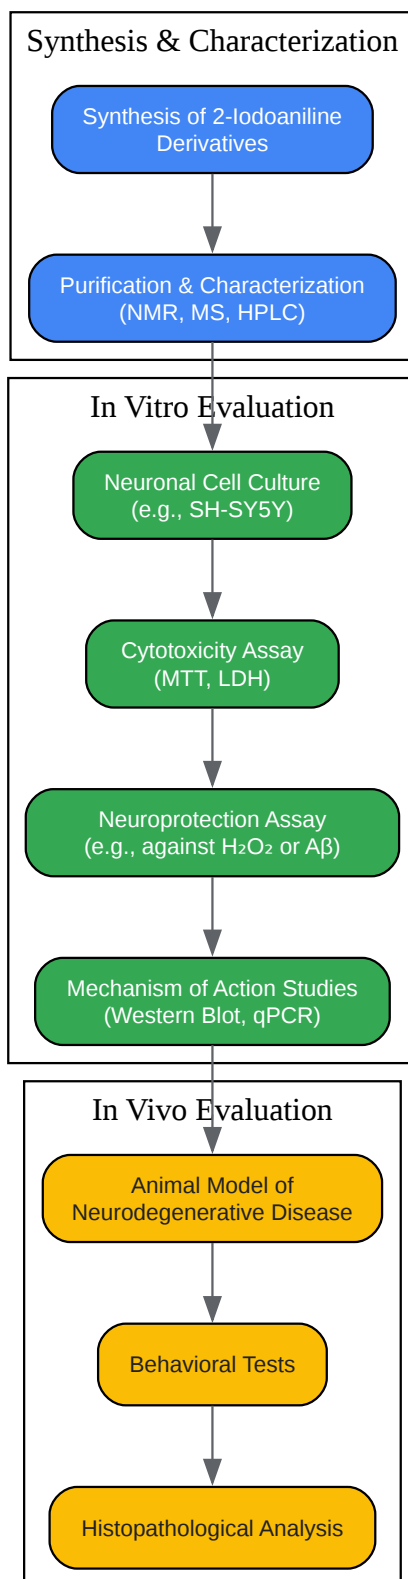 Synthesis & Characterization
Synthesis of 2-Iodoaniline
Derivatives
Purification & Characterization
(NMR, MS, HPLC)
In Vitro Evaluation
Neuronal Cell Culture
(e.g., SH-SY5Y)
Cytotoxicity Assay
(MTT, LDH)
Neuroprotection Assay
(e.g., against H₂O₂ or Aβ)
Mechanism of Action Studies
(Western Blot, qPCR)
In Vivo Evaluation
Animal Model of
Neurodegenerative Disease
Behavioral Tests
Histopathological Analysis